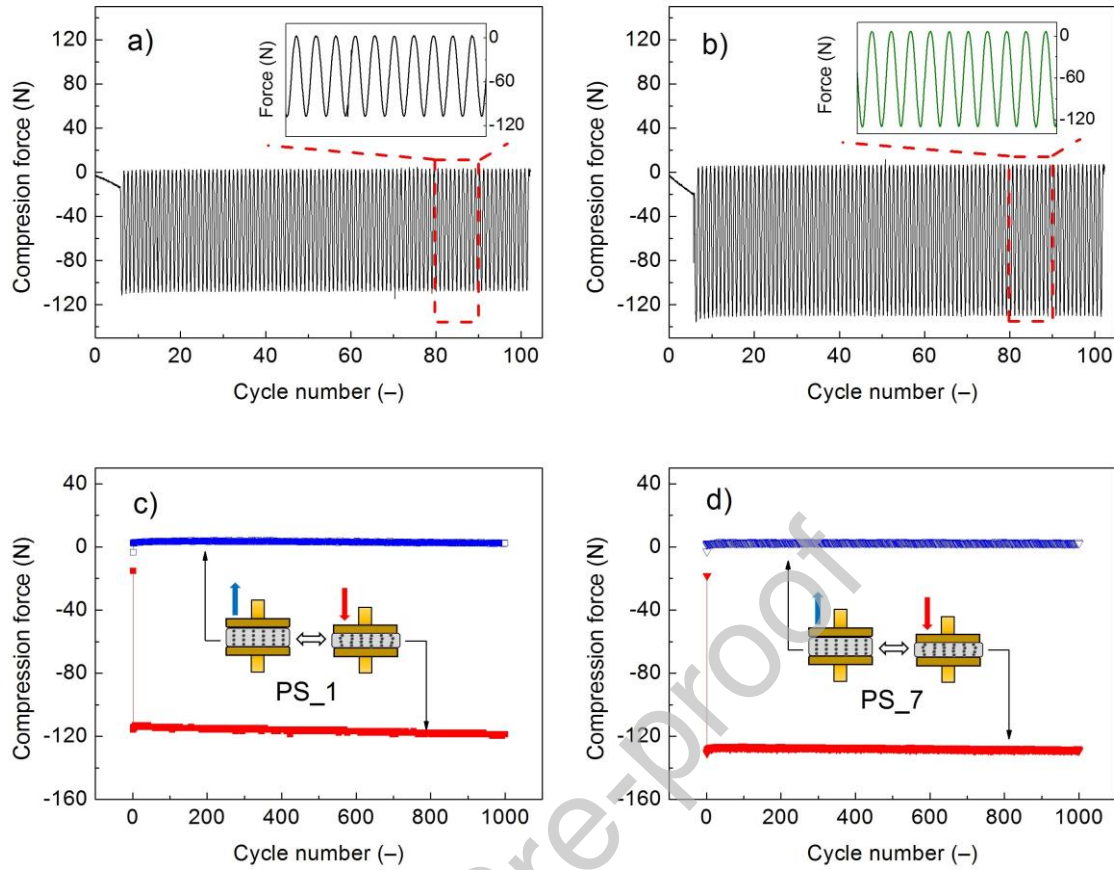 a)
Compression force (N)
120
80
40
0
-40
-80
-120
0 20 40 60 80 100
Cycle number (–)
Force (N)
0
-60
-120
b)
Compression force (N)
120
80
40
0
-40
-80
-120
0 20 40 60 80 100
Cycle number (–)
Force (N)
0
-60
-120
c)
Compression force (N)
40
0
-40
-80
-120
-160
0 200 400 600 800 1000
Cycle number (–)
PS_1
d)
Compression force (N)
40
0
-40
-80
-120
-160
0 200 400 600 800 1000
Cycle number (–)
PS_7
re-proof